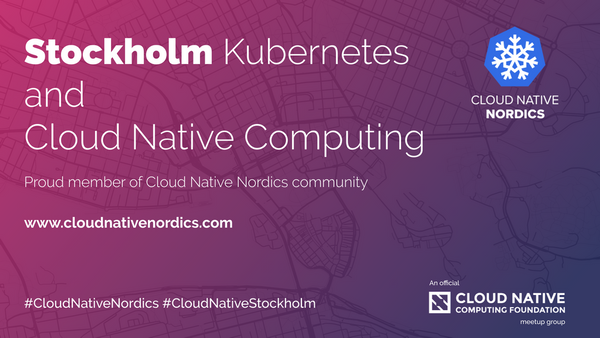 Stockholm Kubernetes
and
Cloud Native Computing
Proud member of Cloud Native Nordics community
www.cloudnativenordics.com
#CloudNativeNordics #CloudNativeStockholm
CLOUD NATIVE
NORDICS
An official
CLOUD NATIVE
COMPUTING FOUNDATION
meetup group